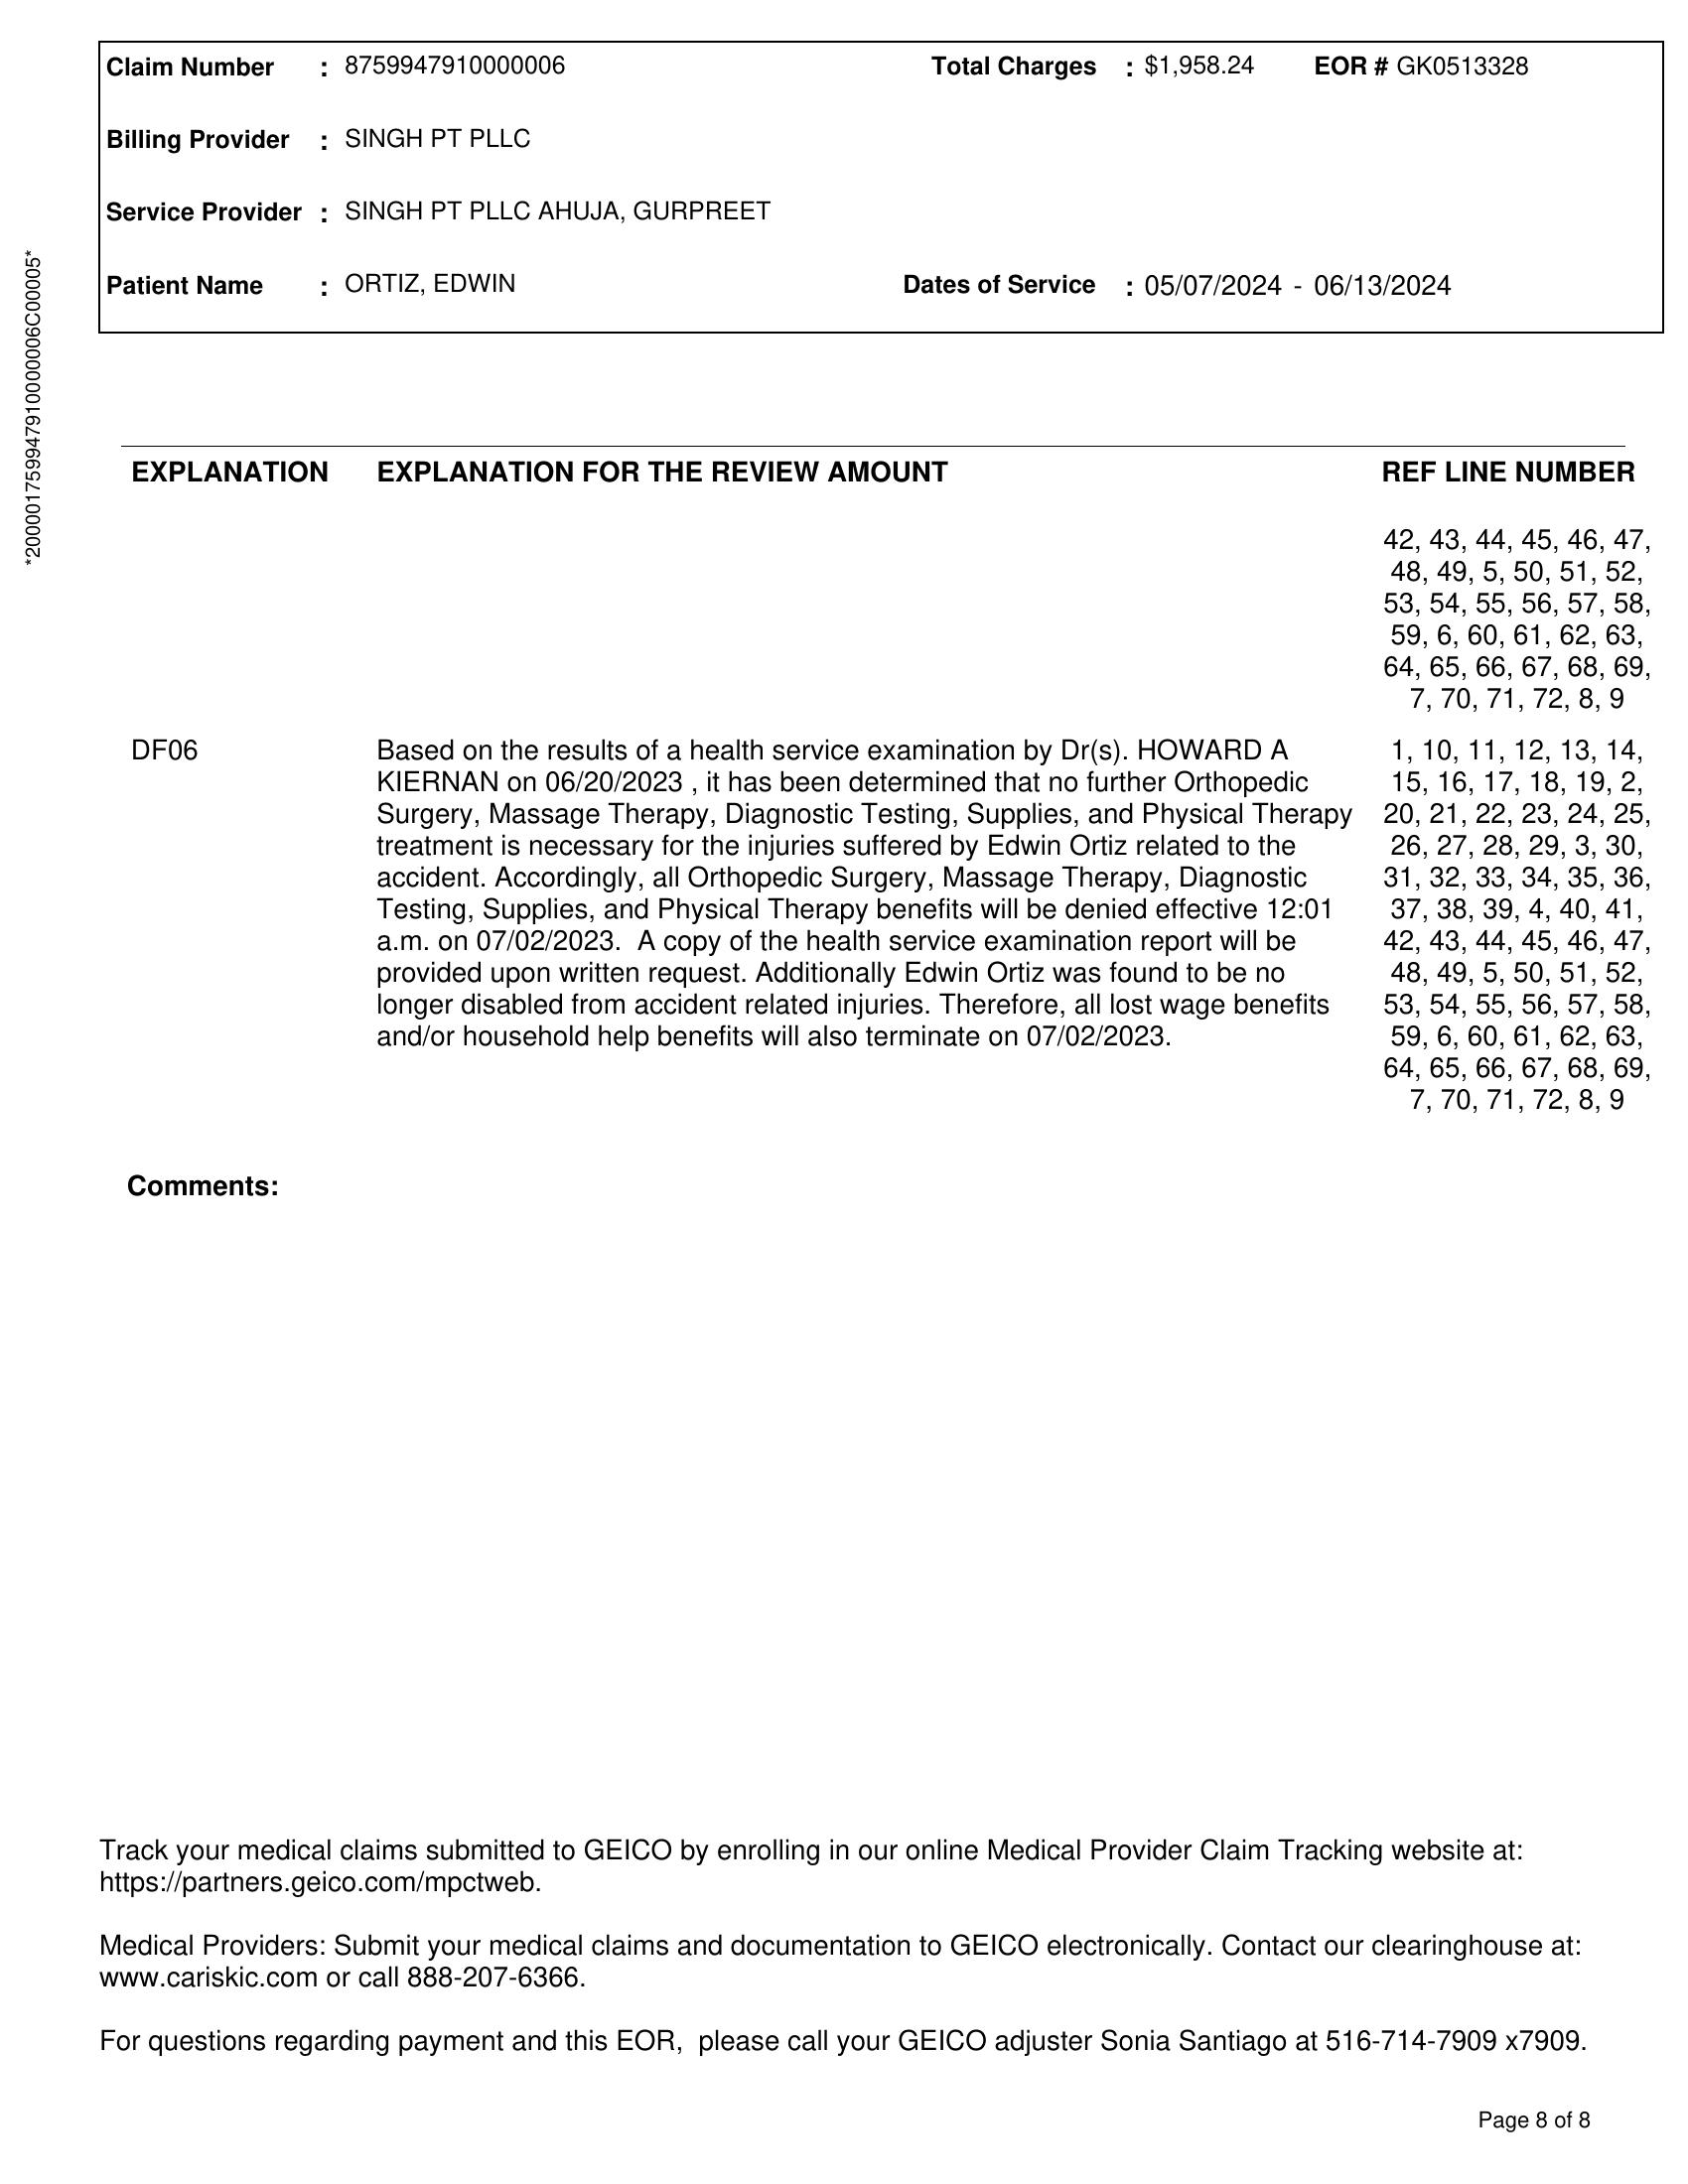 Claim Number : 8759947910000006 Total Charges : $1,958.24 EOR # GK0513328
Billing Provider : SINGH PT PLLC
Service Provider : SINGH PT PLLC AHUJA, GURPREET
Patient Name : ORTIZ, EDWIN Dates of Service : 05/07/2024 - 06/13/2024
*2000017599479100000006C00005*
EXPLANATION EXPLANATION FOR THE REVIEW AMOUNT REF LINE NUMBER
42, 43, 44, 45, 46, 47,
48, 49, 5, 50, 51, 52,
53, 54, 55, 56, 57, 58,
59, 6, 60, 61, 62, 63,
64, 65, 66, 67, 68, 69,
7, 70, 71, 72, 8, 9
DF06 Based on the results of a health service examination by Dr(s). HOWARD A 1, 10, 11, 12, 13, 14,
KIERNAN on 06/20/2023 , it has been determined that no further Orthopedic 15, 16, 17, 18, 19, 2,
Surgery, Massage Therapy, Diagnostic Testing, Supplies, and Physical Therapy 20, 21, 22, 23, 24, 25,
treatment is necessary for the injuries suffered by Edwin Ortiz related to the 26, 27, 28, 29, 3, 30,
accident. Accordingly, all Orthopedic Surgery, Massage Therapy, Diagnostic 31, 32, 33, 34, 35, 36,
Testing, Supplies, and Physical Therapy benefits will be denied effective 12:01 37, 38, 39, 4, 40, 41,
a.m. on 07/02/2023. A copy of the health service examination report will be 42, 43, 44, 45, 46, 47,
provided upon written request. Additionally Edwin Ortiz was found to be no 48, 49, 5, 50, 51, 52,
longer disabled from accident related injuries. Therefore, all lost wage benefits 53, 54, 55, 56, 57, 58,
and/or household help benefits will also terminate on 07/02/2023. 59, 6, 60, 61, 62, 63,
64, 65, 66, 67, 68, 69,
7, 70, 71, 72, 8, 9
Comments:
Track your medical claims submitted to GEICO by enrolling in our online Medical Provider Claim Tracking website at:
https://partners.geico.com/mpctweb.
Medical Providers: Submit your medical claims and documentation to GEICO electronically. Contact our clearinghouse at:
www.cariskic.com or call 888-207-6366.
For questions regarding payment and this EOR, please call your GEICO adjuster Sonia Santiago at 516-714-7909 x7909.
Page 8 of 8